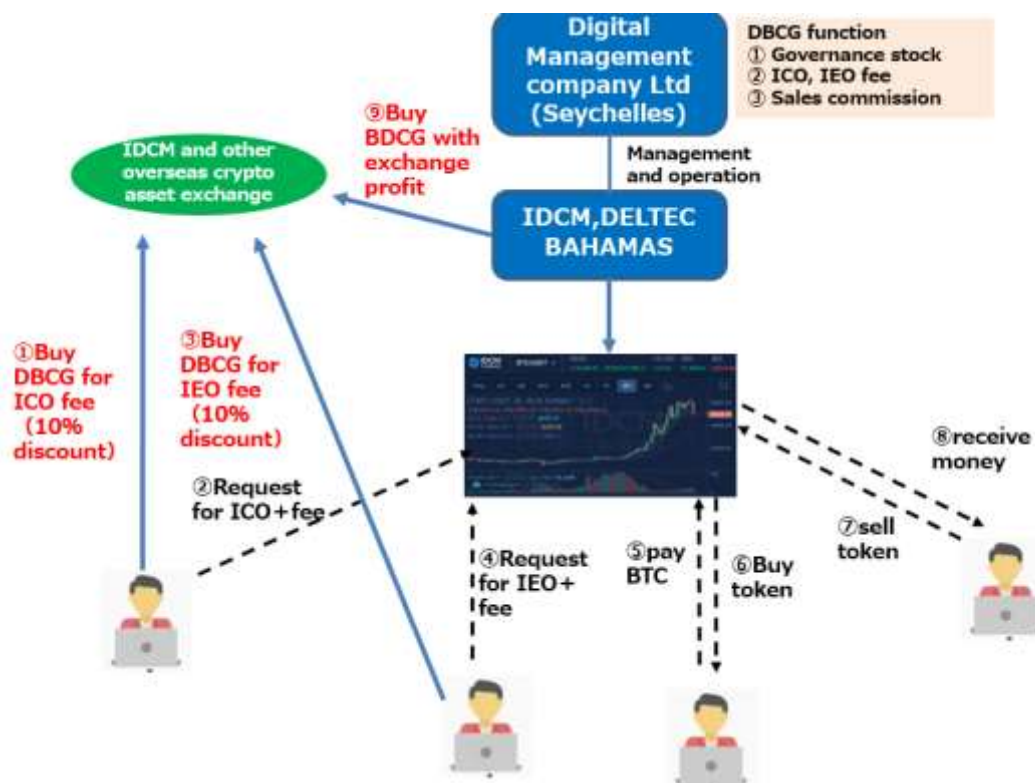 Digital
Management
company Ltd
(Seychelles)
DBCG function
① Governance stock
② ICO, IEO fee
③ Sales commission
⑨Buy
BDCG with
exchange
profit
IDCM and other
overseas crypto
asset exchange
Management
and operation
IDCM,DELTEC
BAHAMAS
①Buy
DBCG for
ICO fee
（10%
discount）
③Buy
DBCG for
IEO fee
（10%
discount）
IDCM
②Request
for ICO+fee
④Request
for IEO+
fee
⑤pay
BTC
⑥Buy
token
⑦sell
token
⑧receive
money